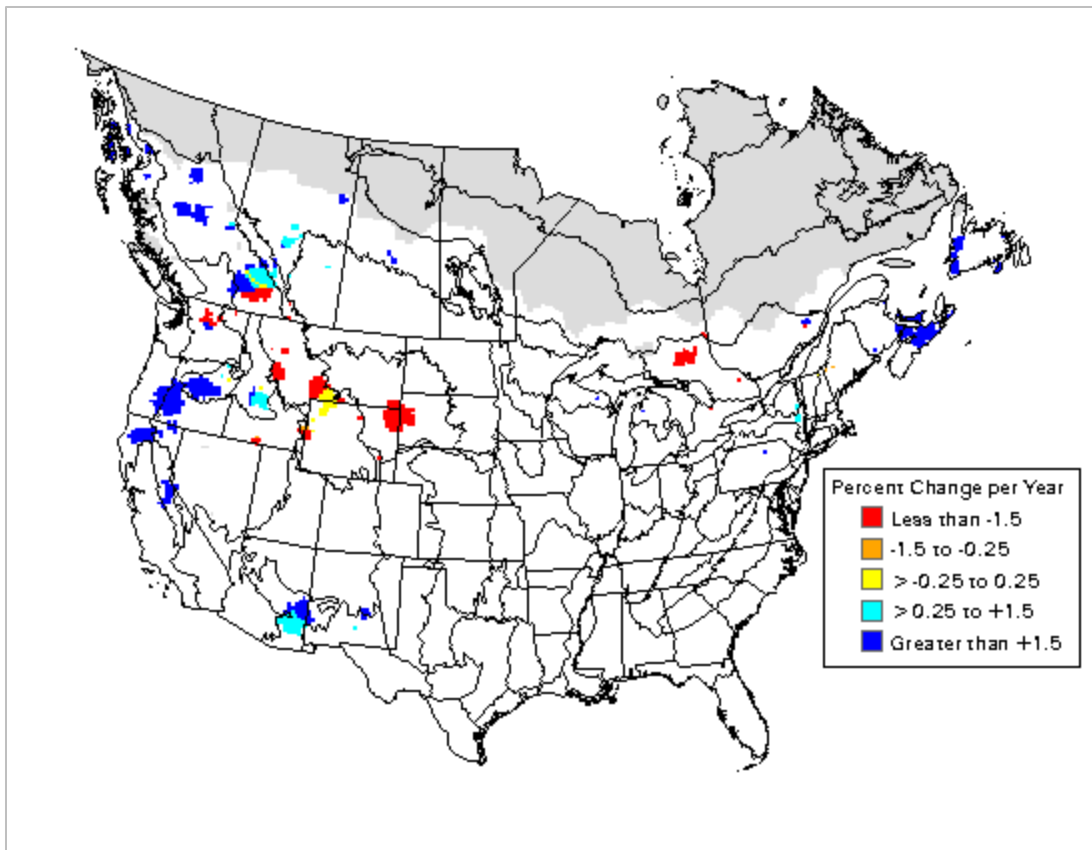 Percent Change per Year
Less than -1.5
-1.5 to -0.25
> -0.25 to 0.25
> 0.25 to +1.5
Greater than +1.5